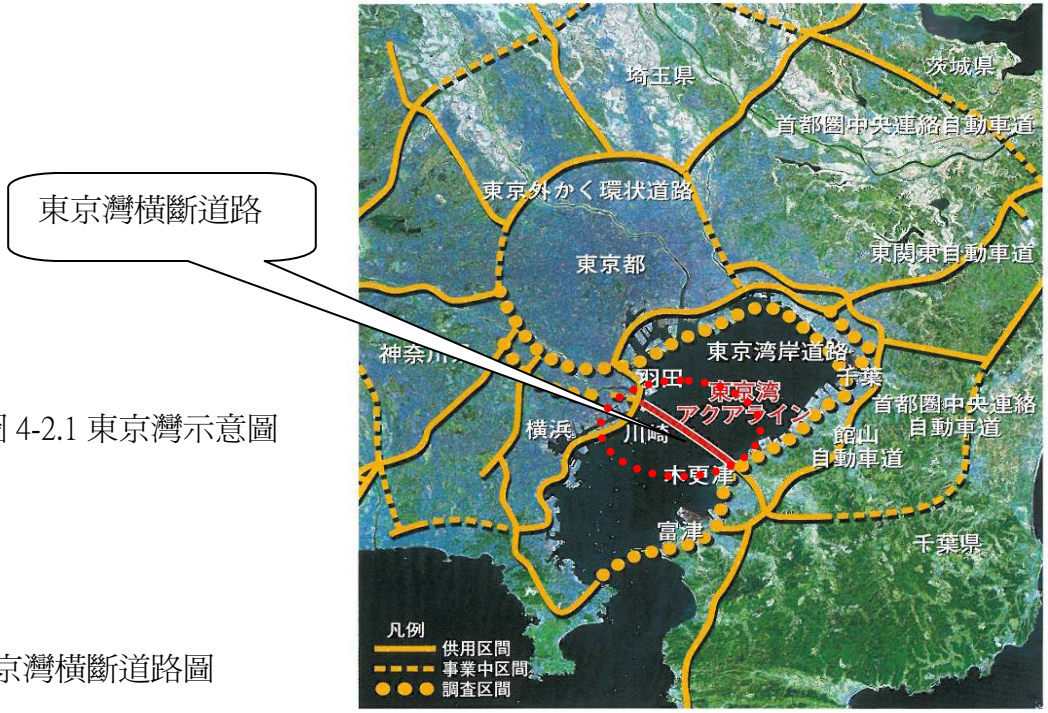 埼玉県
茨城県
首都圏中央連絡自動車道
東京外かく環状道路
東京灣橫斷道路
東関東自動車道
東京都
東京湾岸道路
神奈川県
羽田
千葉
東京湾
アクアライン
首都圏中央連絡
自動車道
圖 4-2.1 東京灣示意圖
横浜
川崎
館山
自動車道
木更津
富津
千葉県
凡例
供用区間
事業中区間
調査区間
京灣橫斷道路圖